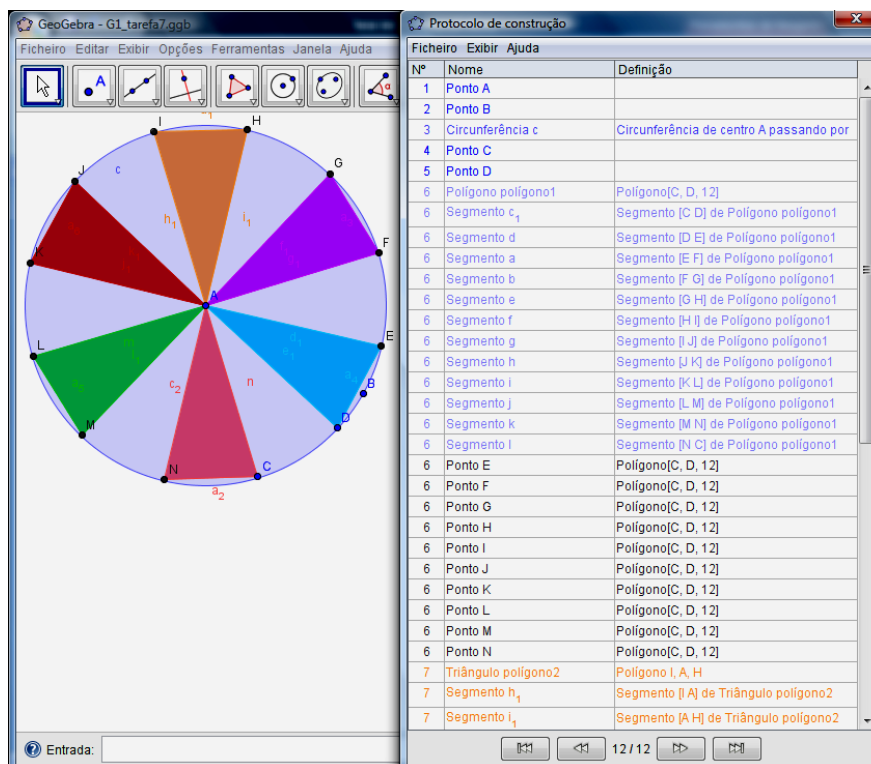 GeoGebra - G1_tarefa7.ggb
Ficheiro Editar Exibir Opções Ferramentas Janela Ajuda
A
α
I
H
c
J
G
h1
i1
F
A
L
E
d1
e1
B
c2
n
D
M
N
C
a2
Entrada:
Protocolo de construção
Ficheiro Exibir Ajuda
Nº Nome Definição
1 Ponto A
2 Ponto B
3 Circunferência c Circunferência de centro A passando por
4 Ponto C
5 Ponto D
6 Polígono polígono1 Polígono[C, D, 12]
6 Segmento c1 Segmento [C D] de Polígono polígono1
6 Segmento d Segmento [D E] de Polígono polígono1
6 Segmento a Segmento [E F] de Polígono polígono1
6 Segmento b Segmento [F G] de Polígono polígono1
6 Segmento e Segmento [G H] de Polígono polígono1
6 Segmento f Segmento [H I] de Polígono polígono1
6 Segmento g Segmento [I J] de Polígono polígono1
6 Segmento h Segmento [J K] de Polígono polígono1
6 Segmento i Segmento [K L] de Polígono polígono1
6 Segmento j Segmento [L M] de Polígono polígono1
6 Segmento k Segmento [M N] de Polígono polígono1
6 Segmento l Segmento [N C] de Polígono polígono1
6 Ponto E Polígono[C, D, 12]
6 Ponto F Polígono[C, D, 12]
6 Ponto G Polígono[C, D, 12]
6 Ponto H Polígono[C, D, 12]
6 Ponto I Polígono[C, D, 12]
6 Ponto J Polígono[C, D, 12]
6 Ponto K Polígono[C, D, 12]
6 Ponto L Polígono[C, D, 12]
6 Ponto M Polígono[C, D, 12]
6 Ponto N Polígono[C, D, 12]
7 Triângulo polígono2 Polígono I, A, H
7 Segmento h1 Segmento [I A] de Triângulo polígono2
7 Segmento i1 Segmento [A H] de Triângulo polígono2
12 / 12